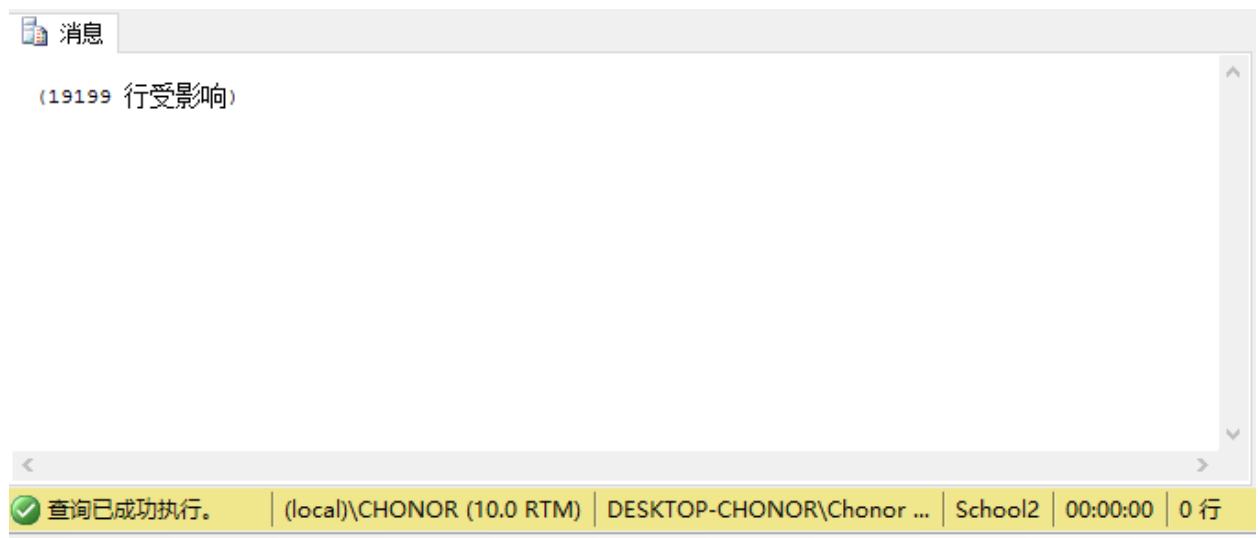 消息
(19199 行受影响)
查询已成功执行。 (local)\CHONOR (10.0 RTM) DESKTOP-CHONOR\Chonor ... School2 00:00:00 0 行